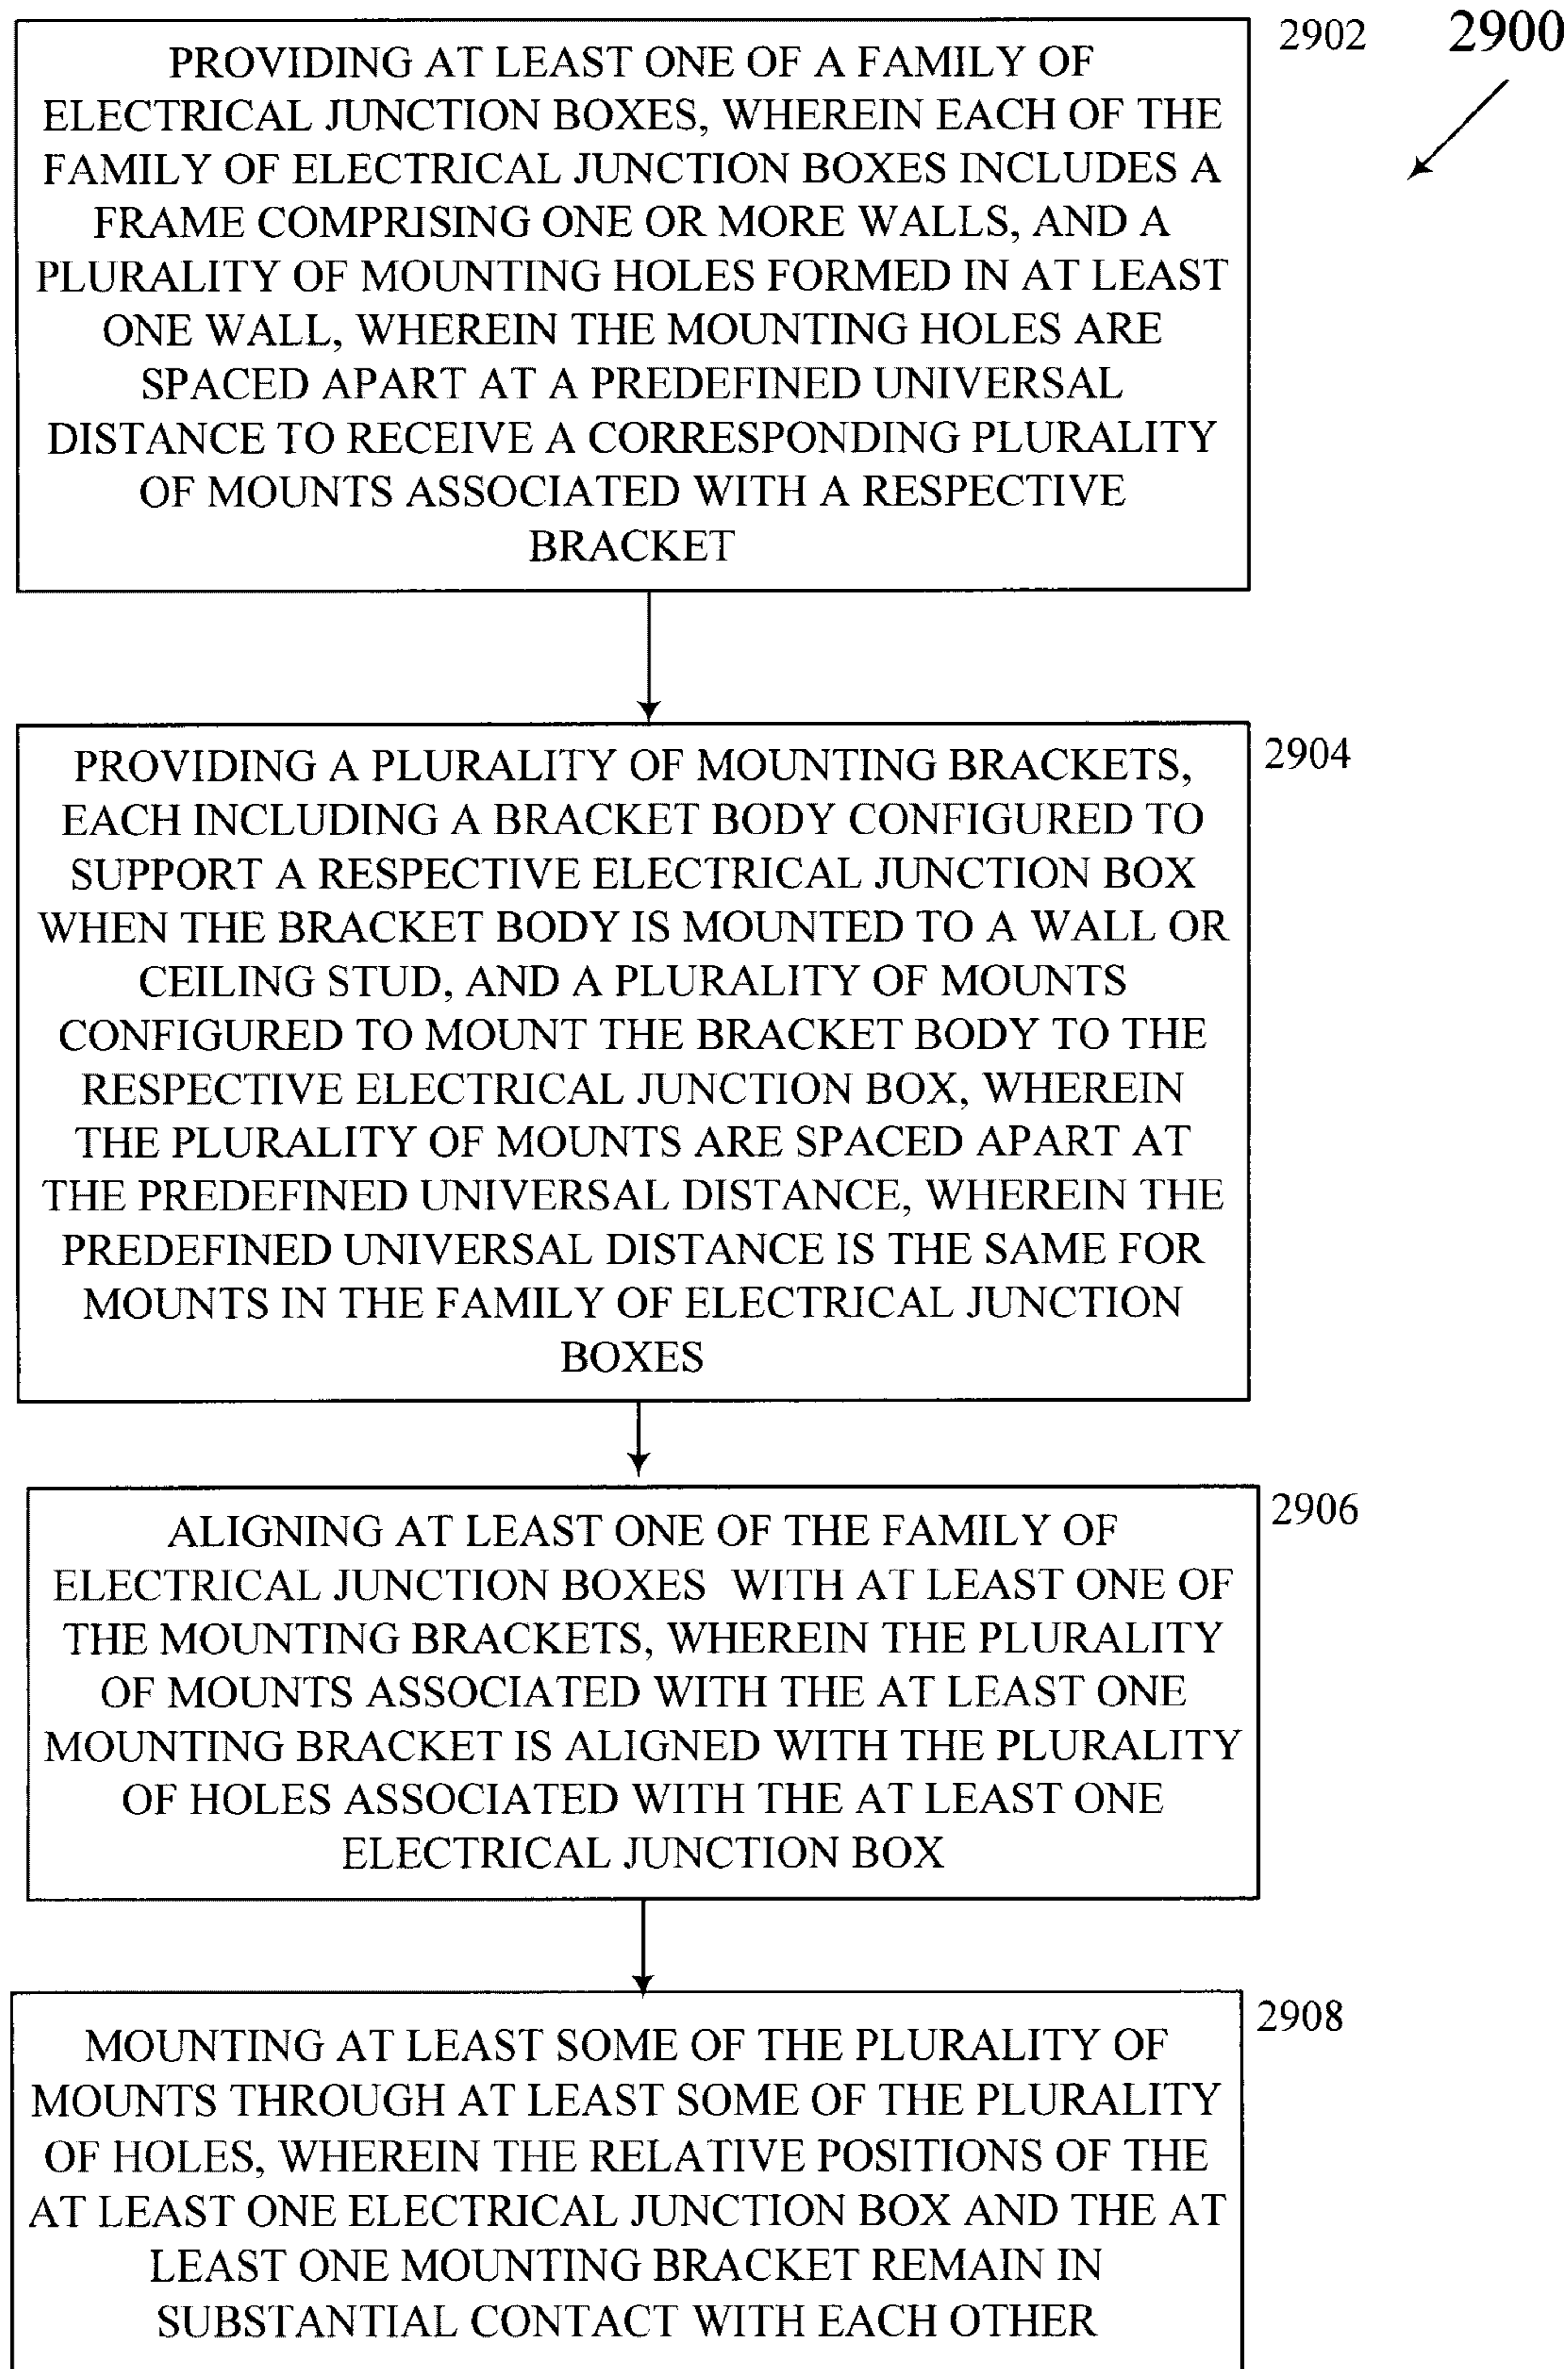 2900
2902
PROVIDING AT LEAST ONE OF A FAMILY OF
ELECTRICAL JUNCTION BOXES, WHEREIN EACH OF THE
FAMILY OF ELECTRICAL JUNCTION BOXES INCLUDES A
FRAME COMPRISING ONE OR MORE WALLS, AND A
PLURALITY OF MOUNTING HOLES FORMED IN AT LEAST
ONE WALL, WHEREIN THE MOUNTING HOLES ARE
SPACED APART AT A PREDEFINED UNIVERSAL
DISTANCE TO RECEIVE A CORRESPONDING PLURALITY
OF MOUNTS ASSOCIATED WITH A RESPECTIVE
BRACKET
2904
PROVIDING A PLURALITY OF MOUNTING BRACKETS,
EACH INCLUDING A BRACKET BODY CONFIGURED TO
SUPPORT A RESPECTIVE ELECTRICAL JUNCTION BOX
WHEN THE BRACKET BODY IS MOUNTED TO A WALL OR
CEILING STUD, AND A PLURALITY OF MOUNTS
CONFIGURED TO MOUNT THE BRACKET BODY TO THE
RESPECTIVE ELECTRICAL JUNCTION BOX, WHEREIN
THE PLURALITY OF MOUNTS ARE SPACED APART AT
THE PREDEFINED UNIVERSAL DISTANCE, WHEREIN THE
PREDEFINED UNIVERSAL DISTANCE IS THE SAME FOR
MOUNTS IN THE FAMILY OF ELECTRICAL JUNCTION
BOXES
2906
ALIGNING AT LEAST ONE OF THE FAMILY OF
ELECTRICAL JUNCTION BOXES WITH AT LEAST ONE OF
THE MOUNTING BRACKETS, WHEREIN THE PLURALITY
OF MOUNTS ASSOCIATED WITH THE AT LEAST ONE
MOUNTING BRACKET IS ALIGNED WITH THE PLURALITY
OF HOLES ASSOCIATED WITH THE AT LEAST ONE
ELECTRICAL JUNCTION BOX
2908
MOUNTING AT LEAST SOME OF THE PLURALITY OF
MOUNTS THROUGH AT LEAST SOME OF THE PLURALITY
OF HOLES, WHEREIN THE RELATIVE POSITIONS OF THE
AT LEAST ONE ELECTRICAL JUNCTION BOX AND THE AT
LEAST ONE MOUNTING BRACKET REMAIN IN
SUBSTANTIAL CONTACT WITH EACH OTHER